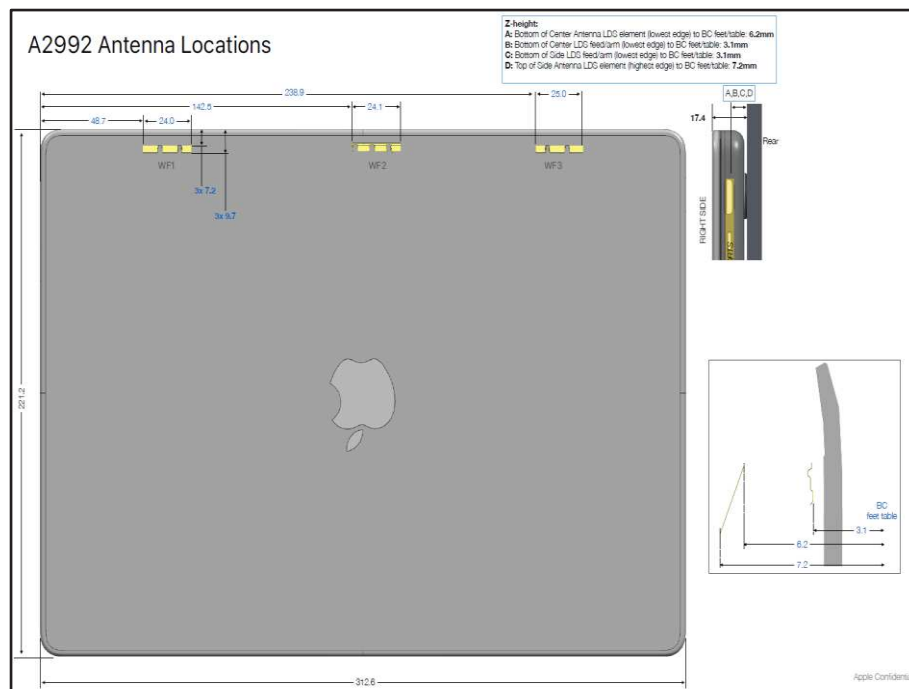 A2992 Antenna Locations
Z-height:
A: Bottom of Center Antenna LDS element (lowest edge) to BC feet/table: 6.2mm
B: Bottom of Center LDS feed/arm (lowest edge) to BC feet/table: 3.1mm
C: Bottom of Side LDS feed/arm (lowest edge) to BC feet/table: 3.1mm
D: Top of Side Antenna LDS element (highest edge) to BC feet/table: 7.2mm
238.9
142.5
24.1
25.0
48.7
24.0
A,B,C,D
17.4
Rear
WF1
WF2
WF3
3x 7.2
3x 9.7
RIGHT SIDE
221.2
BC
feet table
3.1
6.2
7.2
312.6
Apple Confidentia